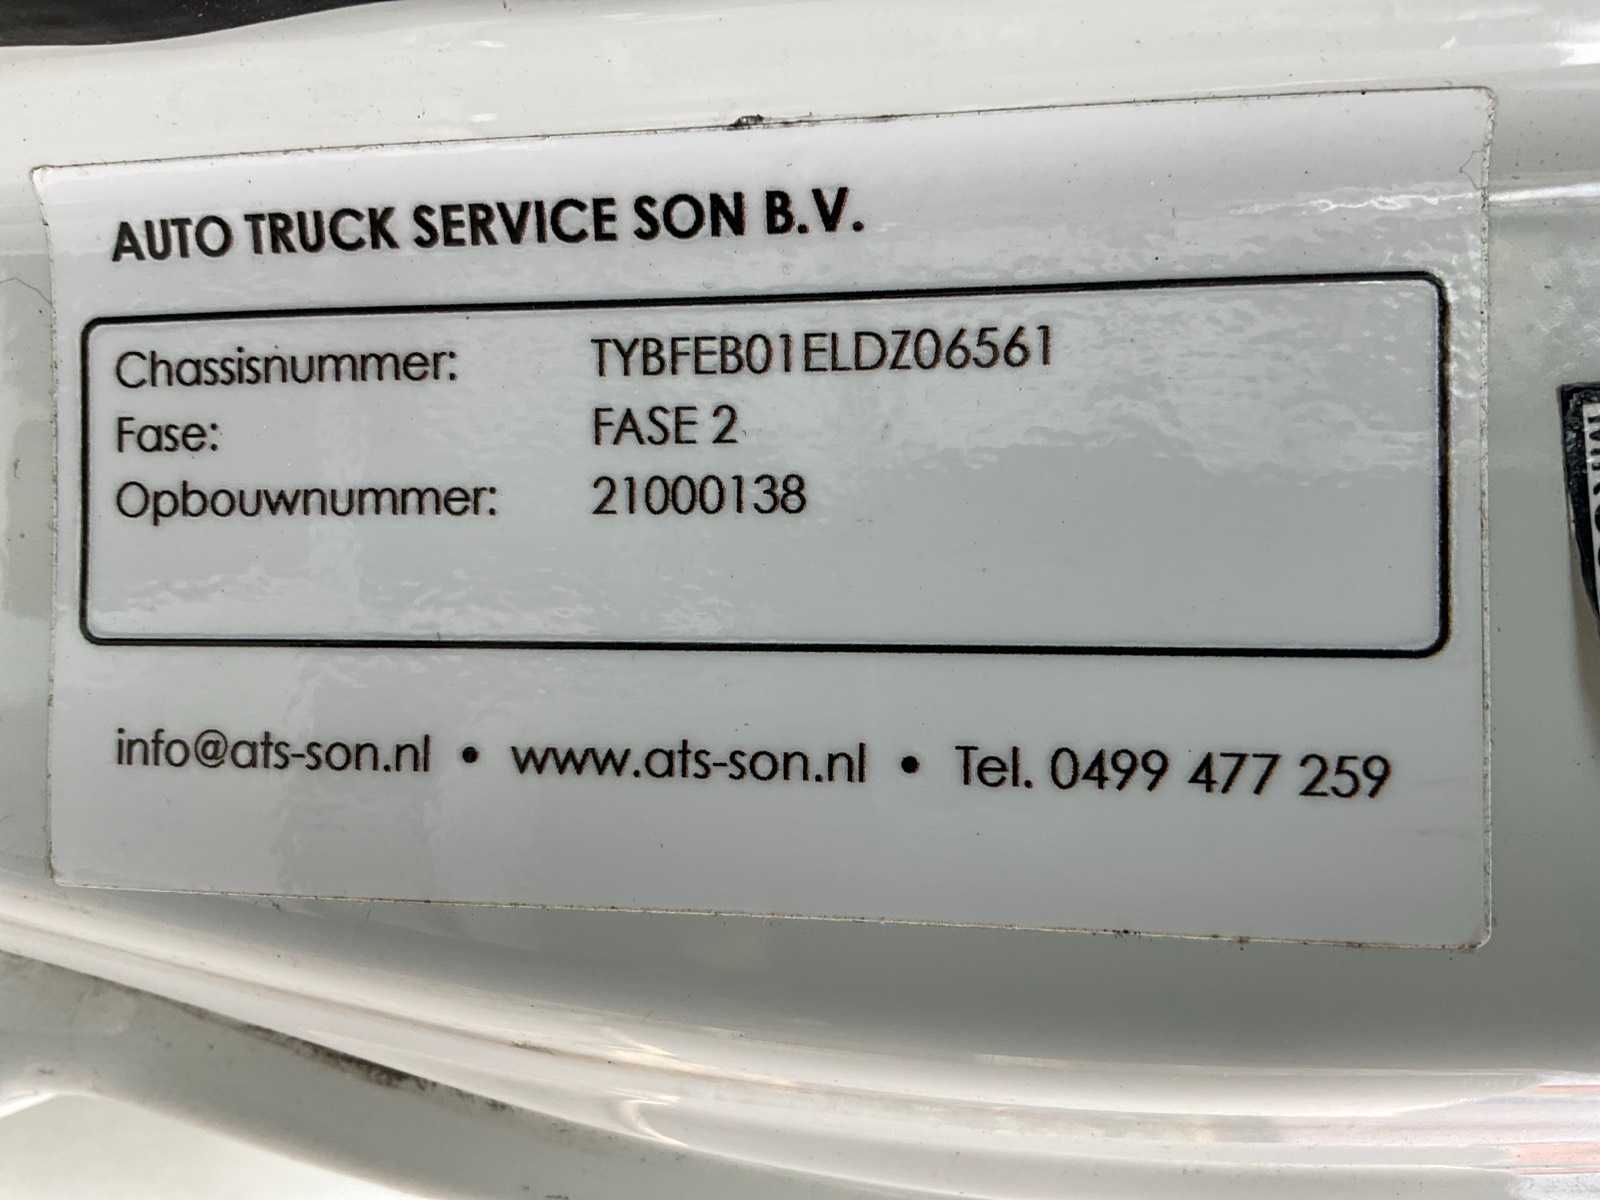 AUTO TRUCK SERVICE SON B.V.
Chassisnummer: TYBFEB01ELDZ06561
Fase: FASE 2
Opbouwnummer: 21000138
info@ats-son.nl • www.ats-son.nl • Tel. 0499 477 259